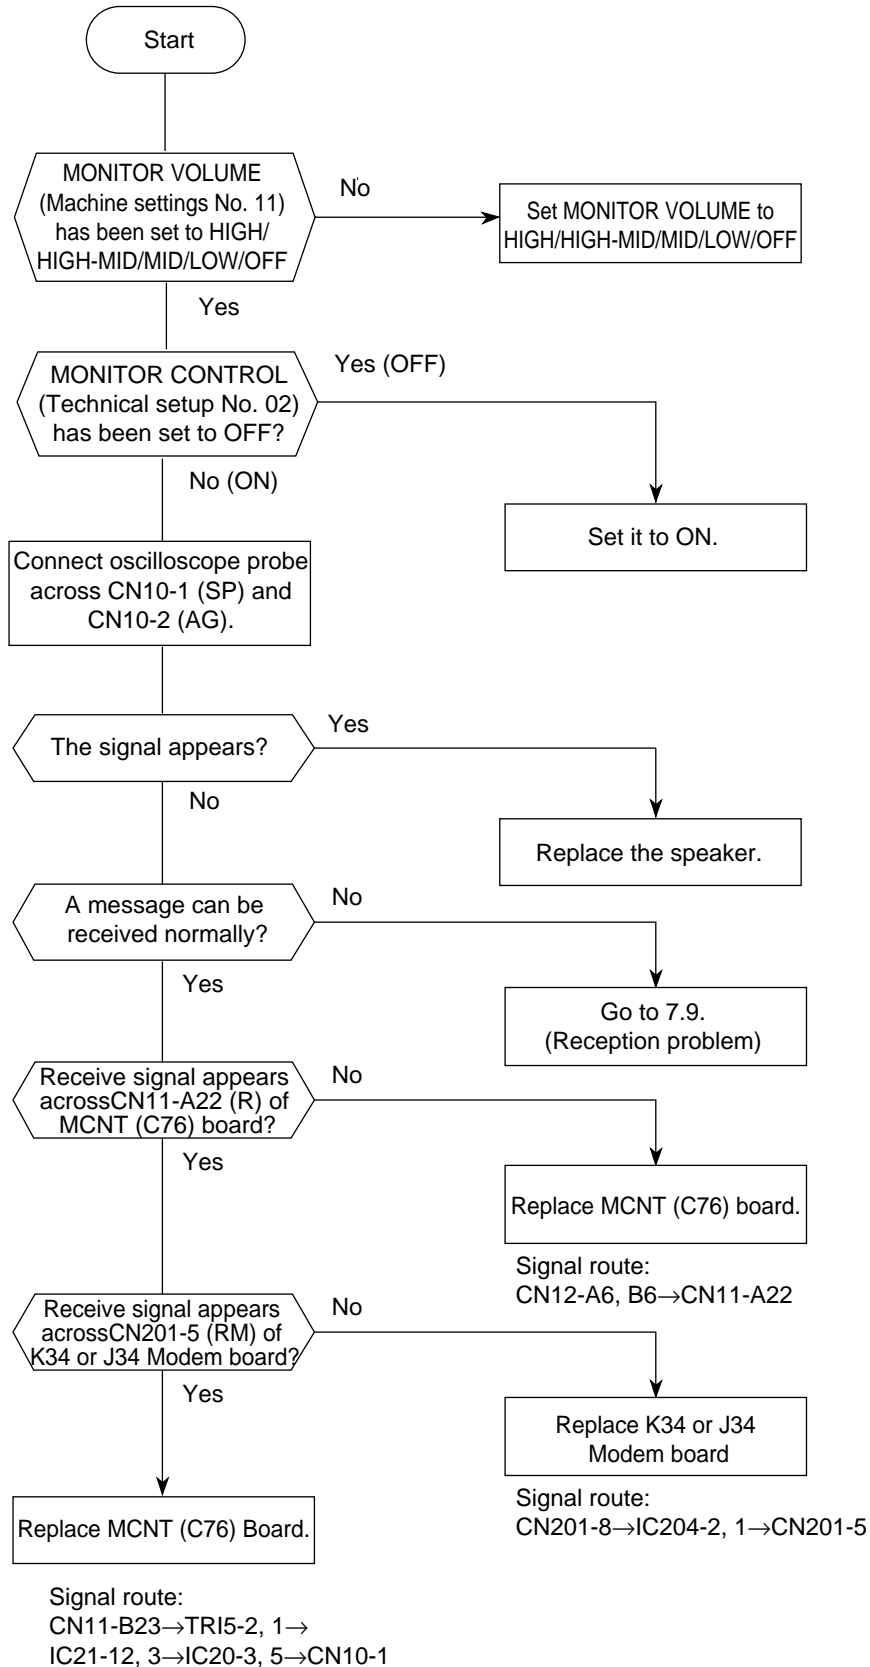 Start
MONITOR VOLUME
(Machine settings No. 11)
has been set to HIGH/
HIGH-MID/MID/LOW/OFF
No
Set MONITOR VOLUME to
HIGH/HIGH-MID/MID/LOW/OFF
Yes
MONITOR CONTROL
(Technical setup No. 02)
has been set to OFF?
Yes (OFF)
No (ON)
Set it to ON.
Connect oscilloscope probe
across CN10-1 (SP) and
CN10-2 (AG).
The signal appears?
Yes
No
Replace the speaker.
A message can be
received normally?
No
Yes
Go to 7.9.
(Reception problem)
Receive signal appears
acrossCN11-A22 (R) of
MCNT (C76) board?
No
Yes
Replace MCNT (C76) board.
Signal route:
CN12-A6, B6→CN11-A22
Receive signal appears
acrossCN201-5 (RM) of
K34 or J34 Modem board?
No
Yes
Replace K34 or J34
Modem board
Signal route:
CN201-8→IC204-2, 1→CN201-5
Replace MCNT (C76) Board.
Signal route:
CN11-B23→TRI5-2, 1→
IC21-12, 3→IC20-3, 5→CN10-1